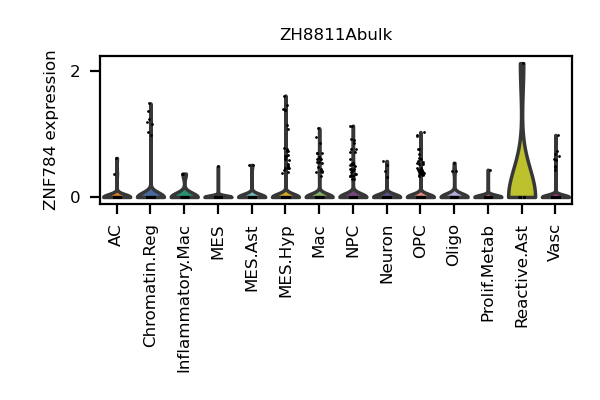 ZH8811Abulk
ZNF784 expression
2
0
AC
Chromatin.Reg
Inflammatory.Mac
MES
MES.Ast
MES.Hyp
Mac
NPC
Neuron
OPC
Oligo
Prolif.Metab
Reactive.Ast
Vasc